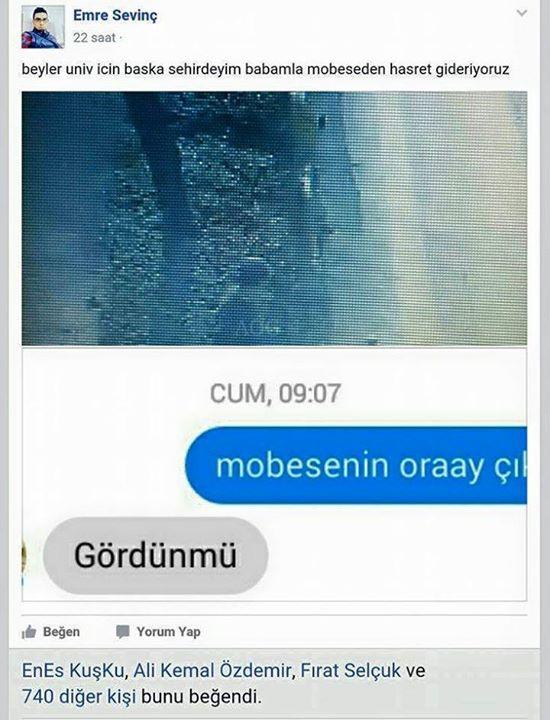 Emre Sevinç
22 saat ·
beyler univ icin baska sehirdeyim babamla mobeseden hasret gideriyoruz
CUM, 09:07
mobesenin oraay çı
Gördünmü
Beğen Yorum Yap
EnEs KuşKu, Ali Kemal Özdemir, Fırat Selçuk ve
740 diğer kişi bunu beğendi.